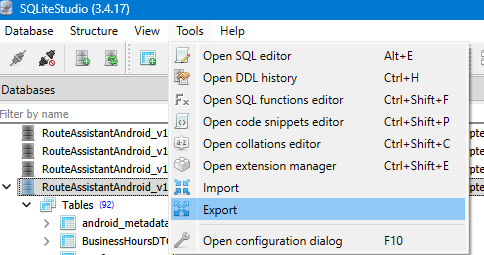 SQLiteStudio (3.4.17)
Database Structure View Tools Help
Open SQL editor Alt+E
Open DDL history Ctrl+H
Databases
Open SQL functions editor Ctrl+Shift+F
Filter by name
Open code snippets editor Ctrl+Shift+P
RouteAssistantAndroid_v1
Open collations editor Ctrl+Shift+C
RouteAssistantAndroid_v1
Open extension manager Ctrl+Shift+E
RouteAssistantAndroid_v1
Import
RouteAssistantAndroid_v1
Export
Tables (92)
android_metadata
BusinessHoursDT
Open configuration dialog F10